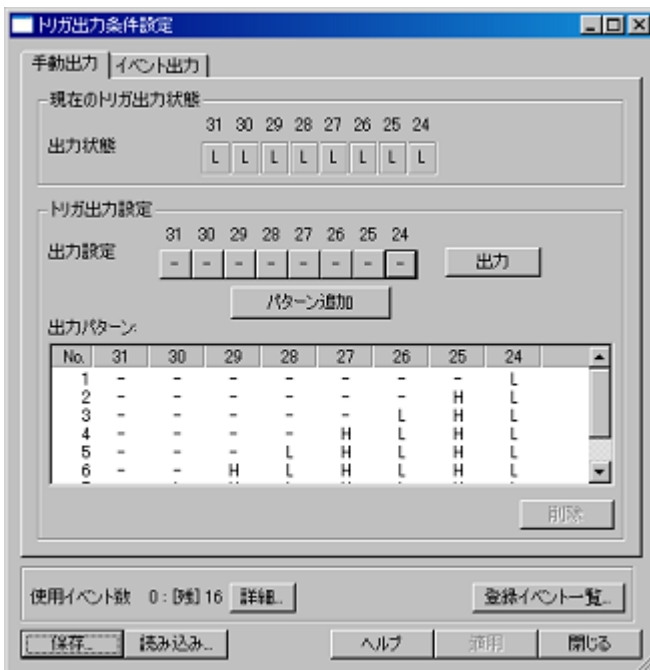 トリガ出力条件設定
手動出力 イベント出力
現在のトリガ出力状態
31 30 29 28 27 26 25 24
出力状態 L L L L L L L L
トリガ出力設定
31 30 29 28 27 26 25 24
出力設定 - - - - - - - - 出力
パターン追加
出力パターン:
No. 31 30 29 28 27 26 25 24
1 - - - - - - - L
2 - - - - - - H L
3 - - - - - L H L
4 - - - - H L H L
5 - - - L H L H L
6 - - H L H L H L
削除
使用イベント数 0 : [残] 16 詳細... 登録イベント一覧...
保存... 読み込み... ヘルプ 適用 閉じる